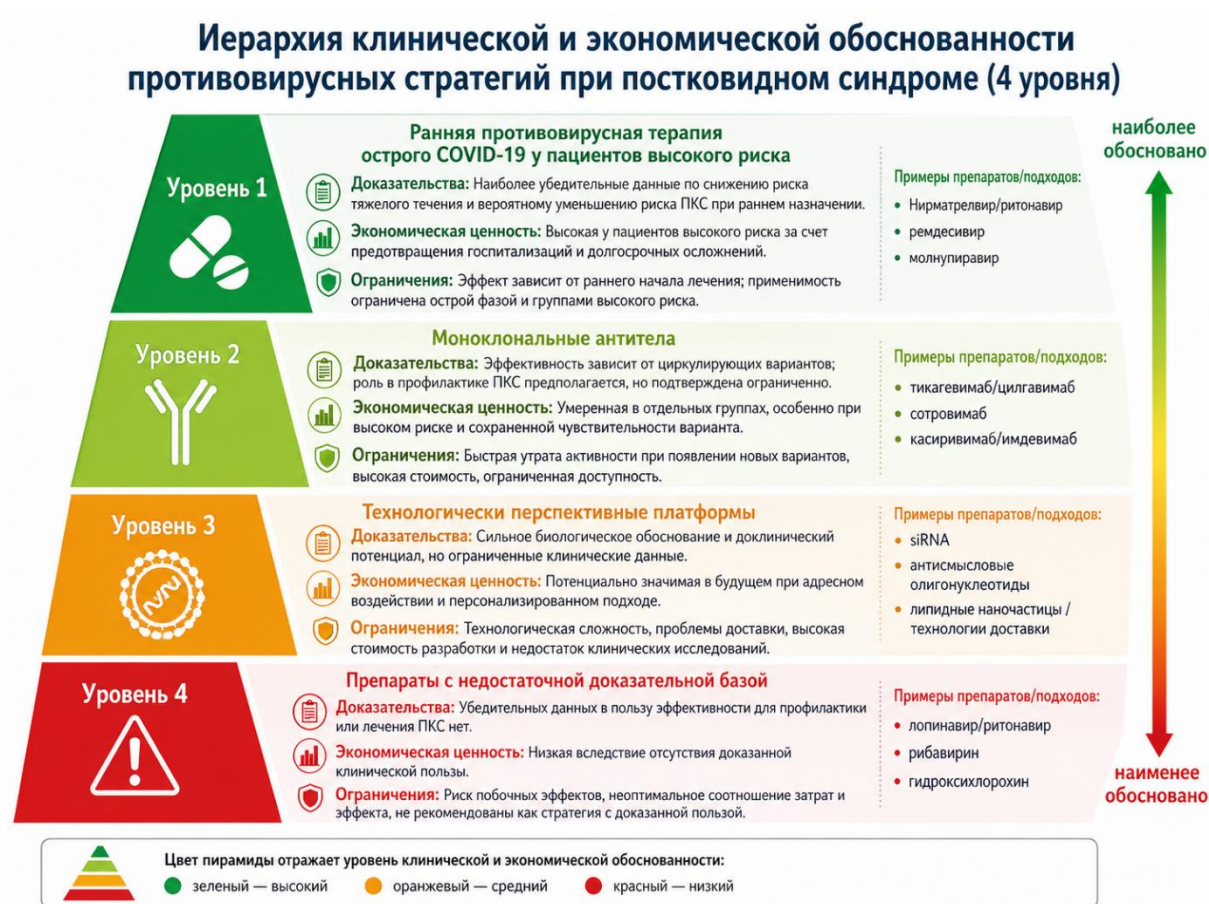 Иерархия клинической и экономической обоснованности
противовирусных стратегий при постковидном синдроме (4 уровня)
наиболее
обосновано
Уровень 1
Ранняя противовирусная терапия
острого COVID-19 у пациентов высокого риска
Доказательства: Наиболее убедительные данные по снижению риска
тяжелого течения и вероятному уменьшению риска ПКС при раннем назначении.
Экономическая ценность: Высокая у пациентов высокого риска за счет
предотвращения госпитализаций и долгосрочных осложнений.
Ограничения: Эффект зависит от раннего начала лечения; применимость
ограничена острой фазой и группами высокого риска.
Примеры препаратов/подходов:
• Нирматрелвир/ритонавир
• ремдесивир
• молнупиравир
Уровень 2
Моноклональные антитела
Доказательства: Эффективность зависит от циркулирующих вариантов;
роль в профилактике ПКС предполагается, но подтверждена ограниченно.
Экономическая ценность: Умеренная в отдельных группах, особенно при
высоком риске и сохраненной чувствительности варианта.
Ограничения: Быстрая утрата активности при появлении новых вариантов,
высокая стоимость, ограниченная доступность.
Примеры препаратов/подходов:
• тикагевимаб/цилгавимаб
• сотровимаб
• касиривимаб/имдевимаб
Уровень 3
Технологически перспективные платформы
Доказательства: Сильное биологическое обоснование и доклинический
потенциал, но ограниченные клинические данные.
Экономическая ценность: Потенциально значимая в будущем при адресном
воздействии и персонализированном подходе.
Ограничения: Технологическая сложность, проблемы доставки, высокая
стоимость разработки и недостаток клинических исследований.
Примеры препаратов/подходов:
• siRNA
• антисмысловые
олигонуклеотиды
• липидные наночастицы /
технологии доставки
Уровень 4
Препараты с недостаточной доказательной базой
Доказательства: Убедительных данных в пользу эффективности для профилактики
или лечения ПКС нет.
Экономическая ценность: Низкая вследствие отсутствия доказанной
клинической пользы.
Ограничения: Риск побочных эффектов, неоптимальное соотношение затрат и
эффекта, не рекомендованы как стратегия с доказанной пользой.
Примеры препаратов/подходов:
• лопинавир/ритонавир
• рибавирин
• гидроксихлорохин
наименее
обосновано
Цвет пирамиды отражает уровень клинической и экономической обоснованности:
зеленый — высокий оранжевый — средний красный — низкий